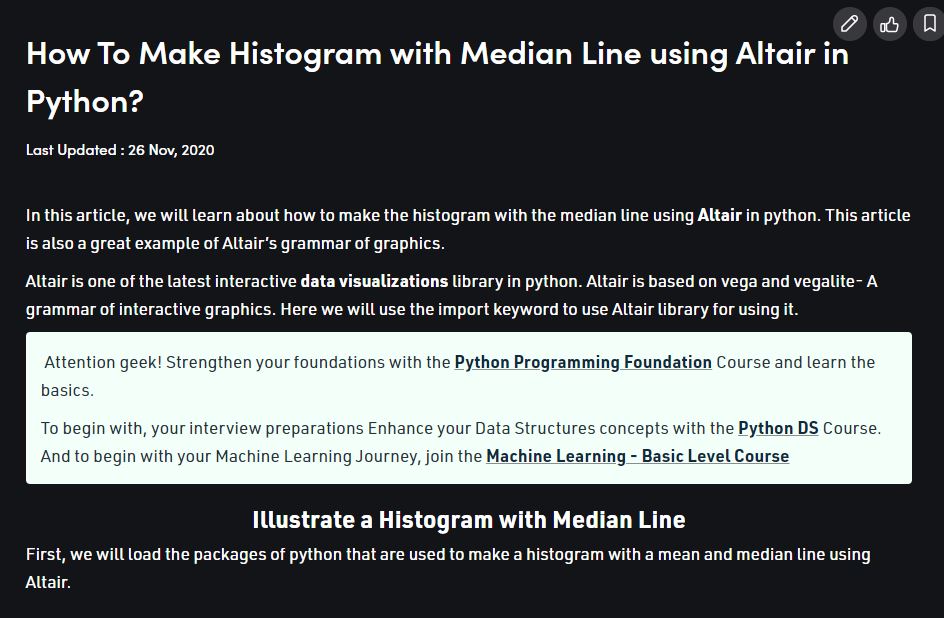 How To Make Histogram with Median Line using Altair in
Python?
Last Updated : 26 Nov, 2020
In this article, we will learn about how to make the histogram with the median line using Altair in python. This article
is also a great example of Altair’s grammar of graphics.
Altair is one of the latest interactive data visualizations library in python. Altair is based on vega and vegalite- A
grammar of interactive graphics. Here we will use the import keyword to use Altair library for using it.
Attention geek! Strengthen your foundations with the Python Programming Foundation Course and learn the
basics.
To begin with, your interview preparations Enhance your Data Structures concepts with the Python DS Course.
And to begin with your Machine Learning Journey, join the Machine Learning - Basic Level Course
Illustrate a Histogram with Median Line
First, we will load the packages of python that are used to make a histogram with a mean and median line using
Altair.